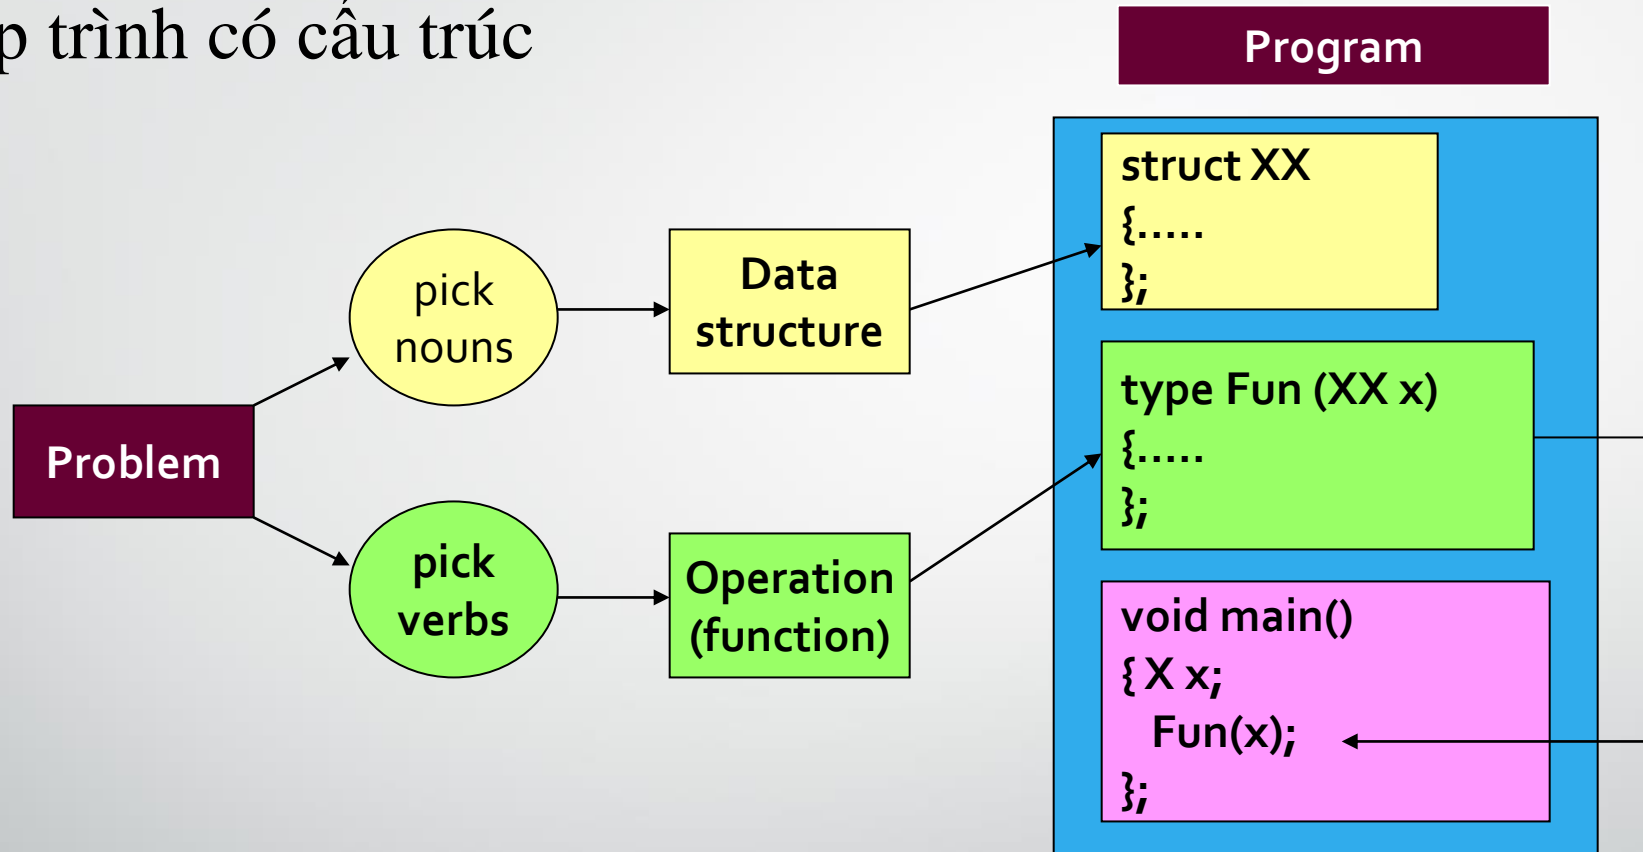 p trình có cấu trúc
Program
struct XX
{.....
};
pick
nouns
Data
structure
type Fun (XX x)
{.....
};
Problem
pick
verbs
Operation
(function)
void main()
{ X x;
Fun(x);
};